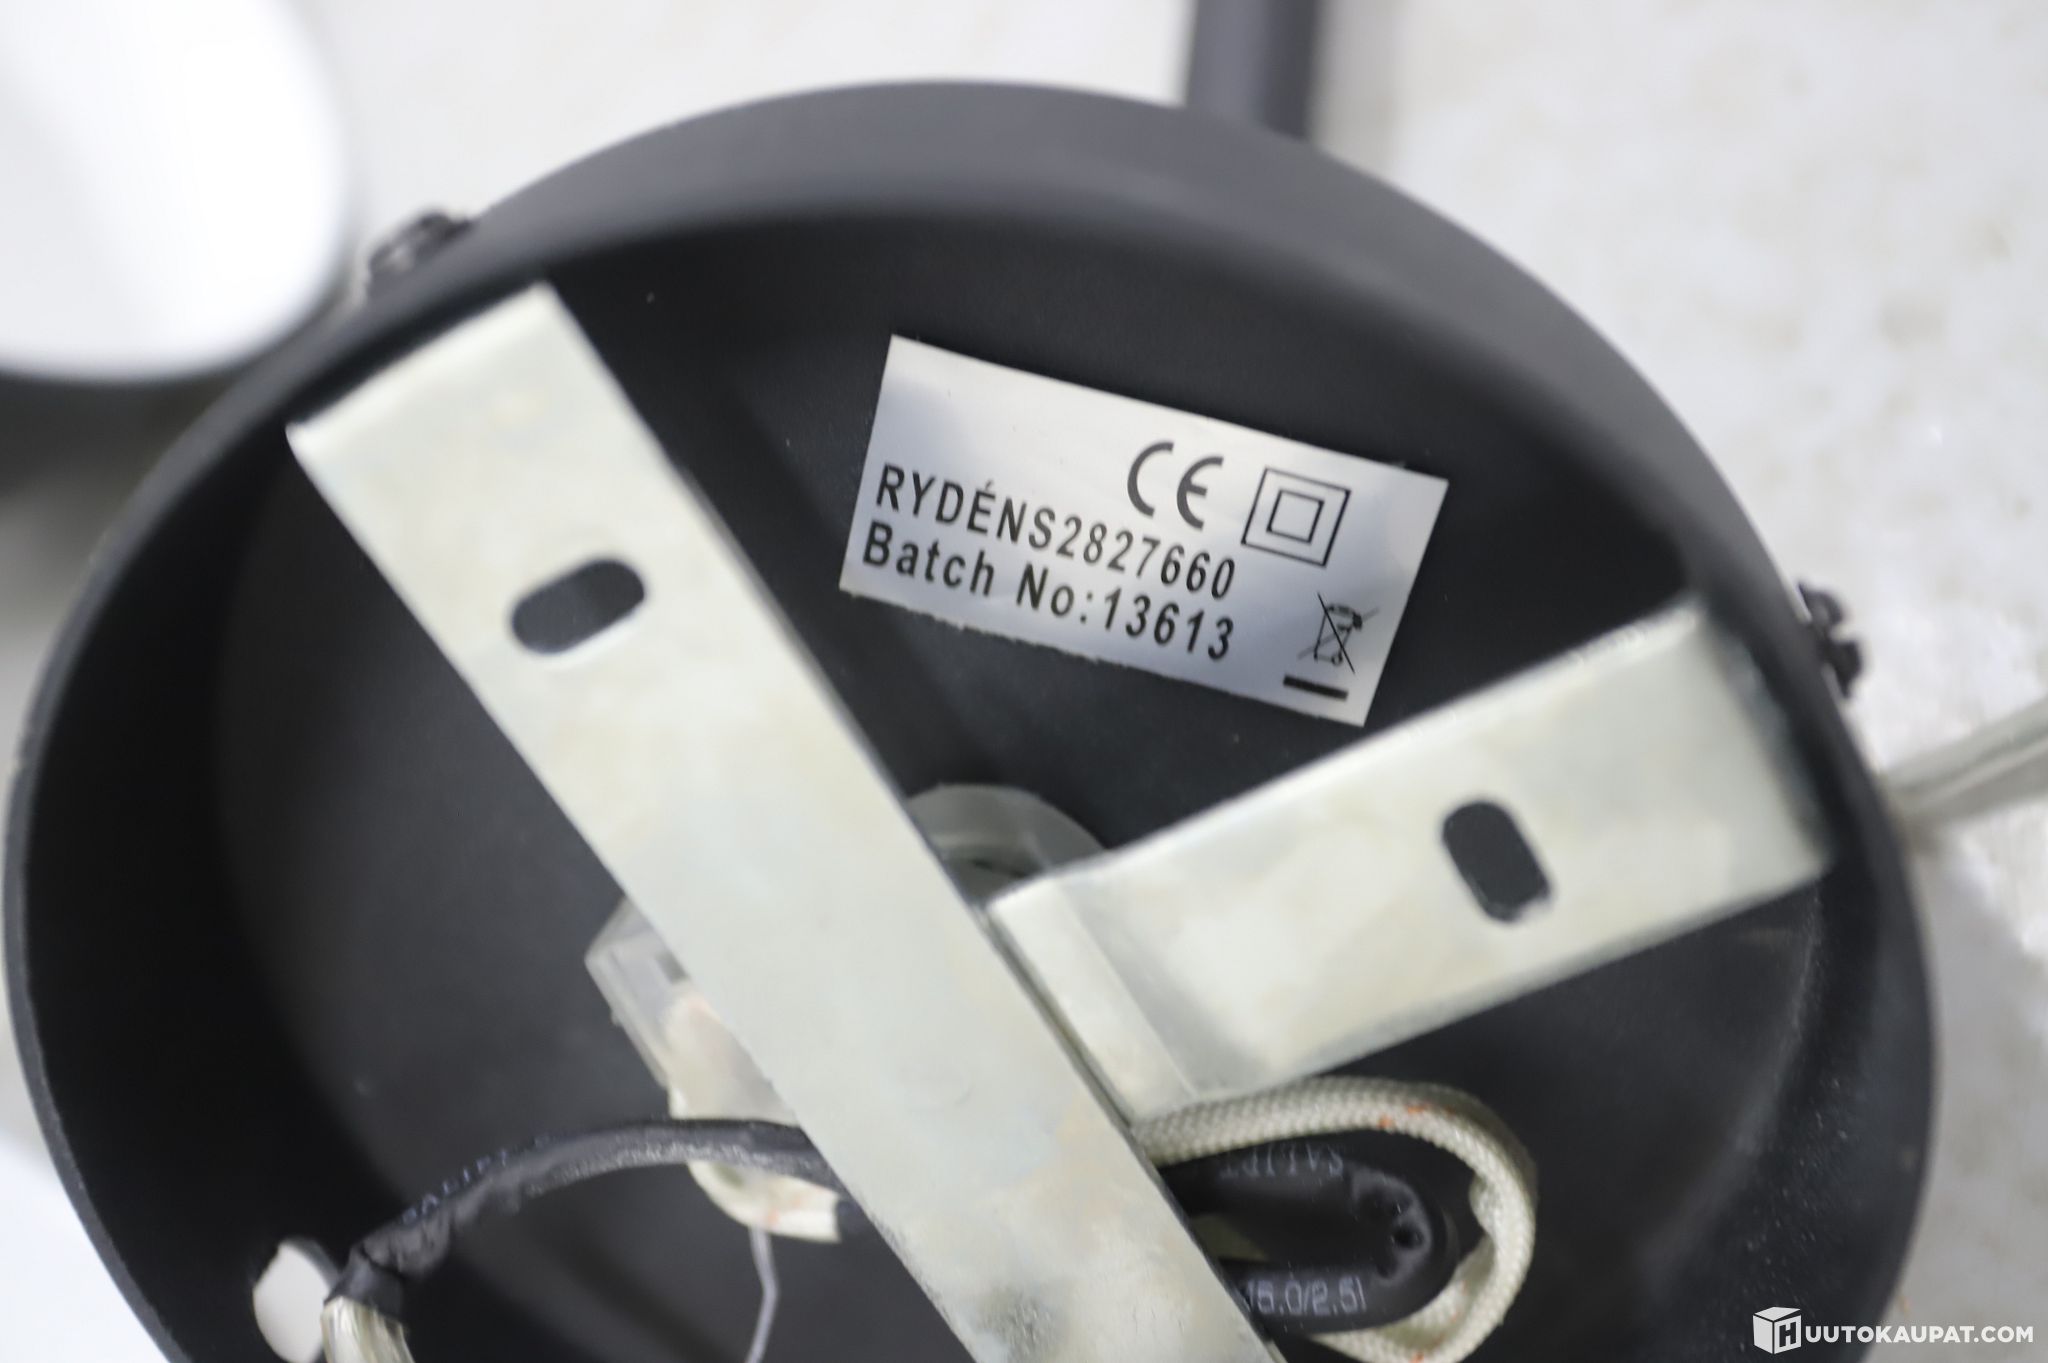 CE
RYDÉNS2827660
Batch No:13613
HUUTOKAUPAT.COM